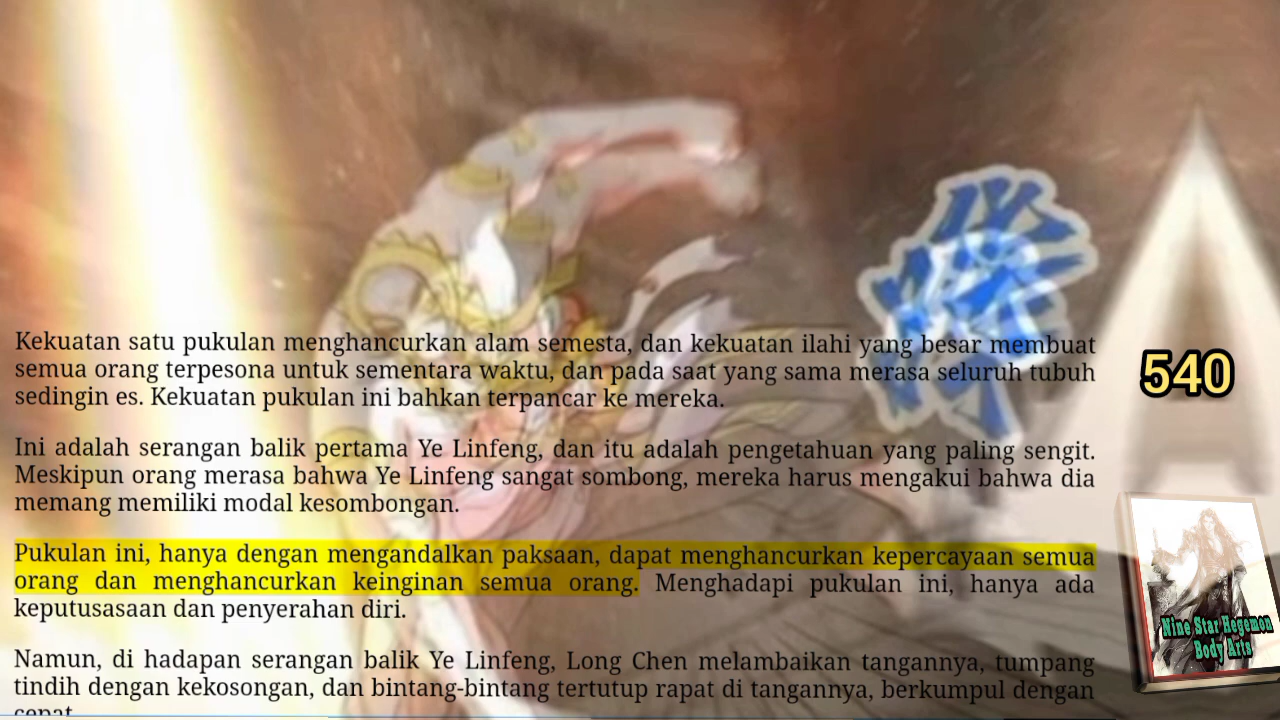 Kekuatan satu pukulan menghancurkan alam semesta, dan kekuatan ilahi yang besar membuat
semua orang terpesona untuk sementara waktu, dan pada saat yang sama merasa seluruh tubuh
sedingin es. Kekuatan pukulan ini bahkan terpancar ke mereka.
Ini adalah serangan balik pertama Ye Linfeng, dan itu adalah pengetahuan yang paling sengit.
Meskipun orang merasa bahwa Ye Linfeng sangat sombong, mereka harus mengakui bahwa dia
memang memiliki modal kesombongan.
Pukulan ini, hanya dengan mengandalkan paksaan, dapat menghancurkan kepercayaan semua
orang dan menghancurkan keinginan semua orang. Menghadapi pukulan ini, hanya ada
keputusasaan dan penyerahan diri.
Namun, di hadapan serangan balik Ye Linfeng, Long Chen melambaikan tangannya, tumpang
tindih dengan kekosongan, dan bintang-bintang tertutup rapat di tangannya, berkumpul dengan
cepat
540
Nine Star Hegemon
Body Arts